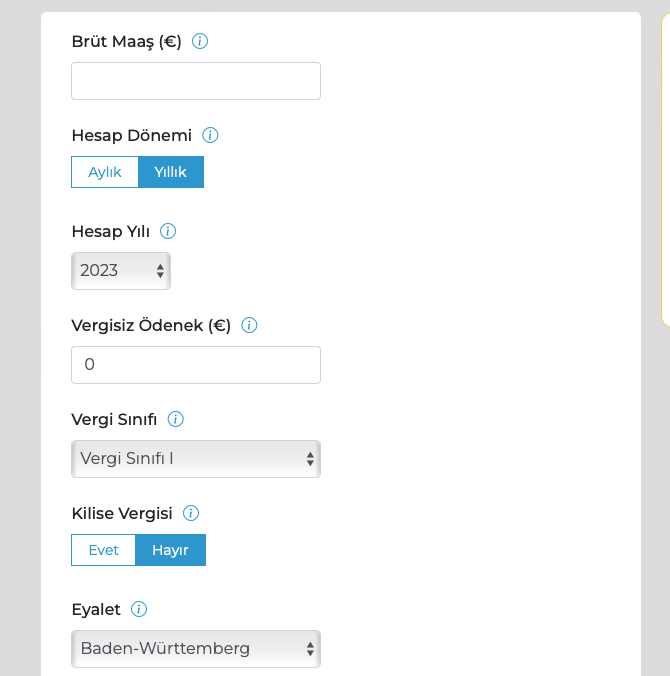 Brüt Maaş (€)
Hesap Dönemi
Aylık Yıllık
Hesap Yılı
2023
Vergisiz Ödenek (€)
0
Vergi Sınıfı
Vergi Sınıfı I
Kilise Vergisi
Evet Hayır
Eyalet
Baden-Württemberg